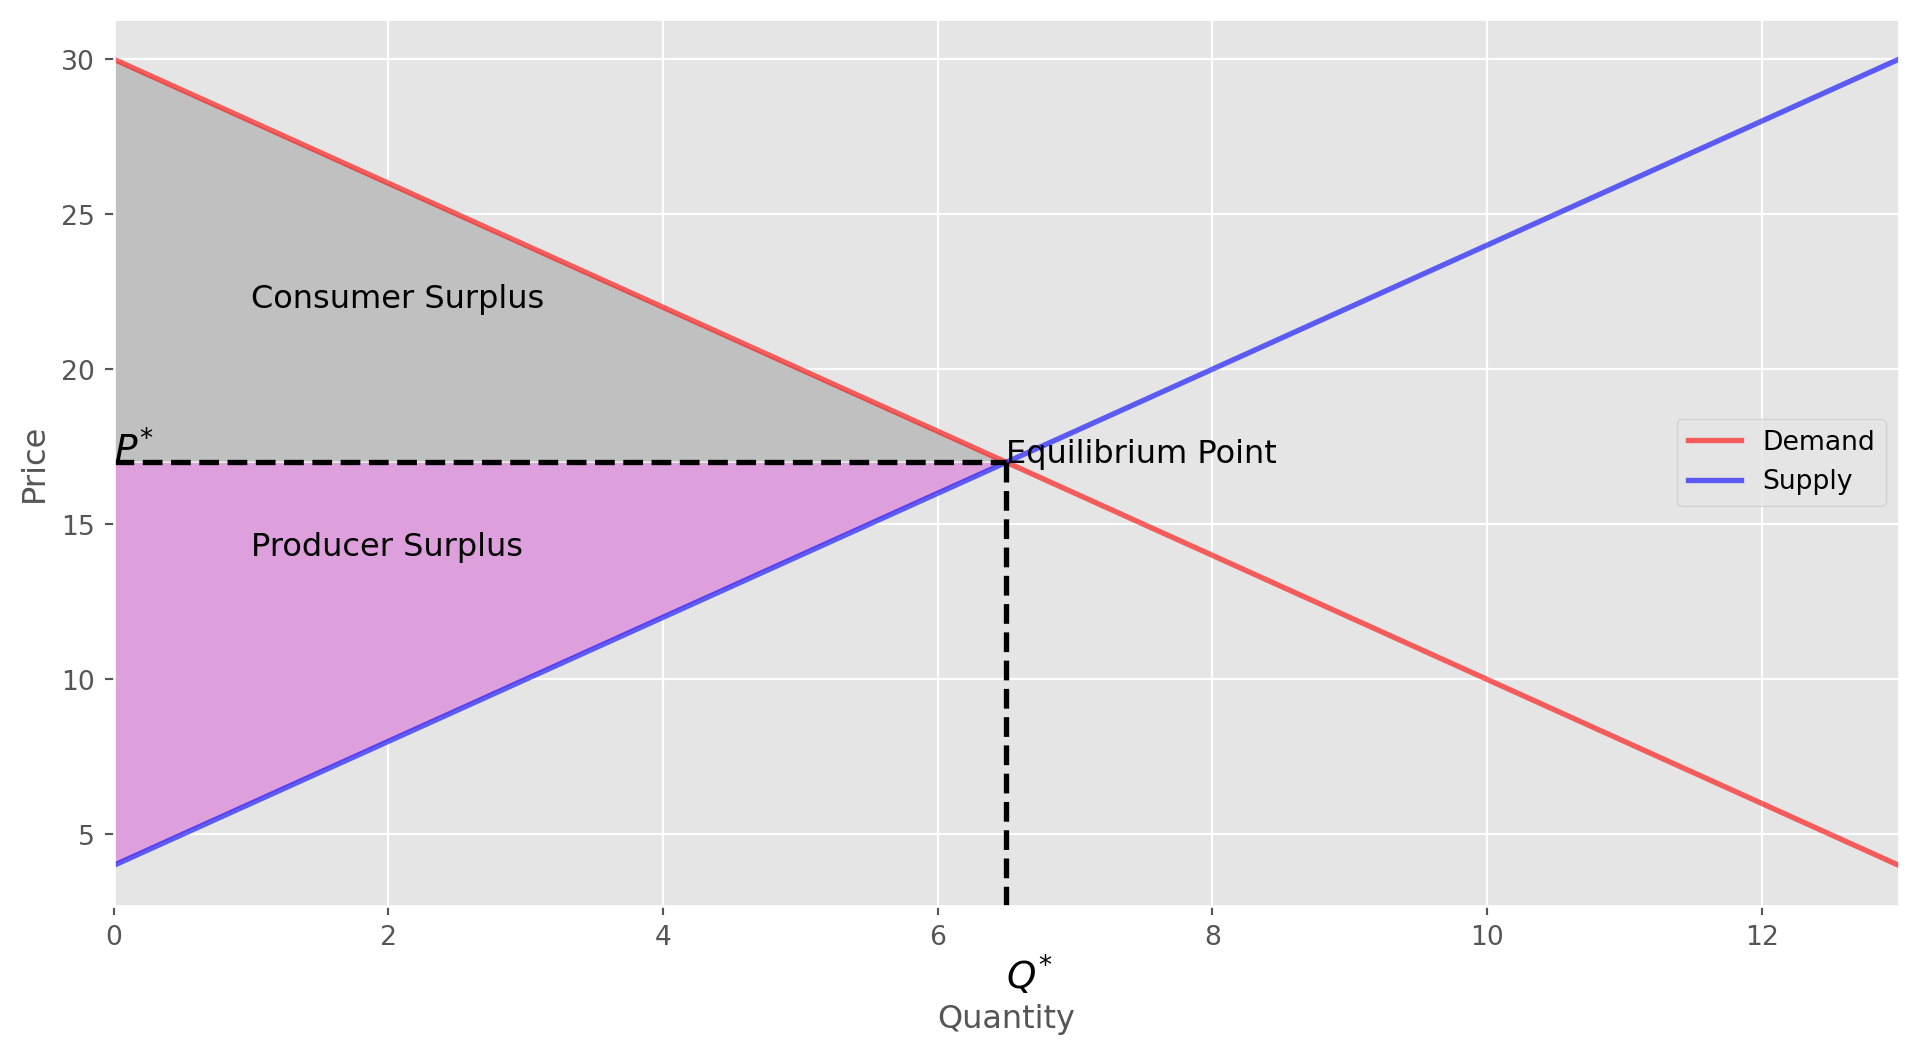 30
25
Consumer Surplus
20
P*
Equilibrium Point
Demand
Supply
Price
15
Producer Surplus
10
5
0 2 4 6 8 10 12
Q*
Quantity